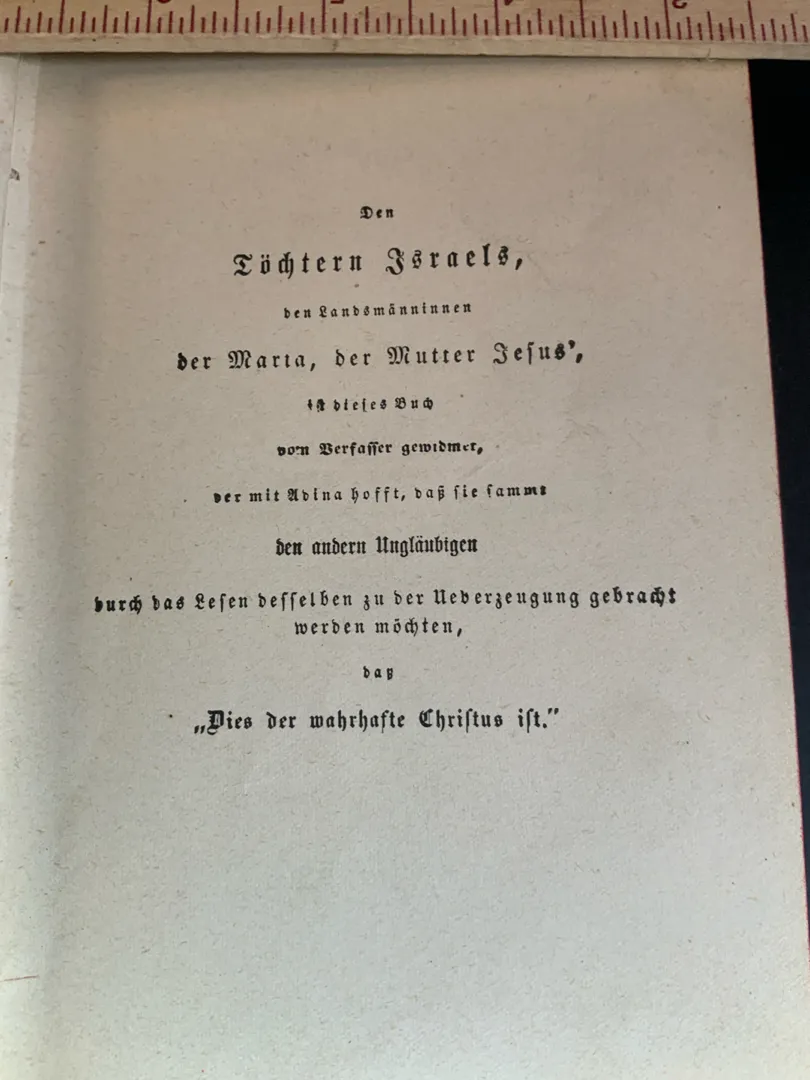 Den
Töchtern Israels,
den Landsmänninnen
der Maria, der Mutter Jesus',
ist dieses Buch
vom Verfasser gewidmet,
der mit Adina hofft, daß sie sammt
den andern Ungläubigen
durch das Lesen desselben zu der Ueberzeugung gebracht
werden möchten,
daß
„Dies der wahrhafte Christus ist.”